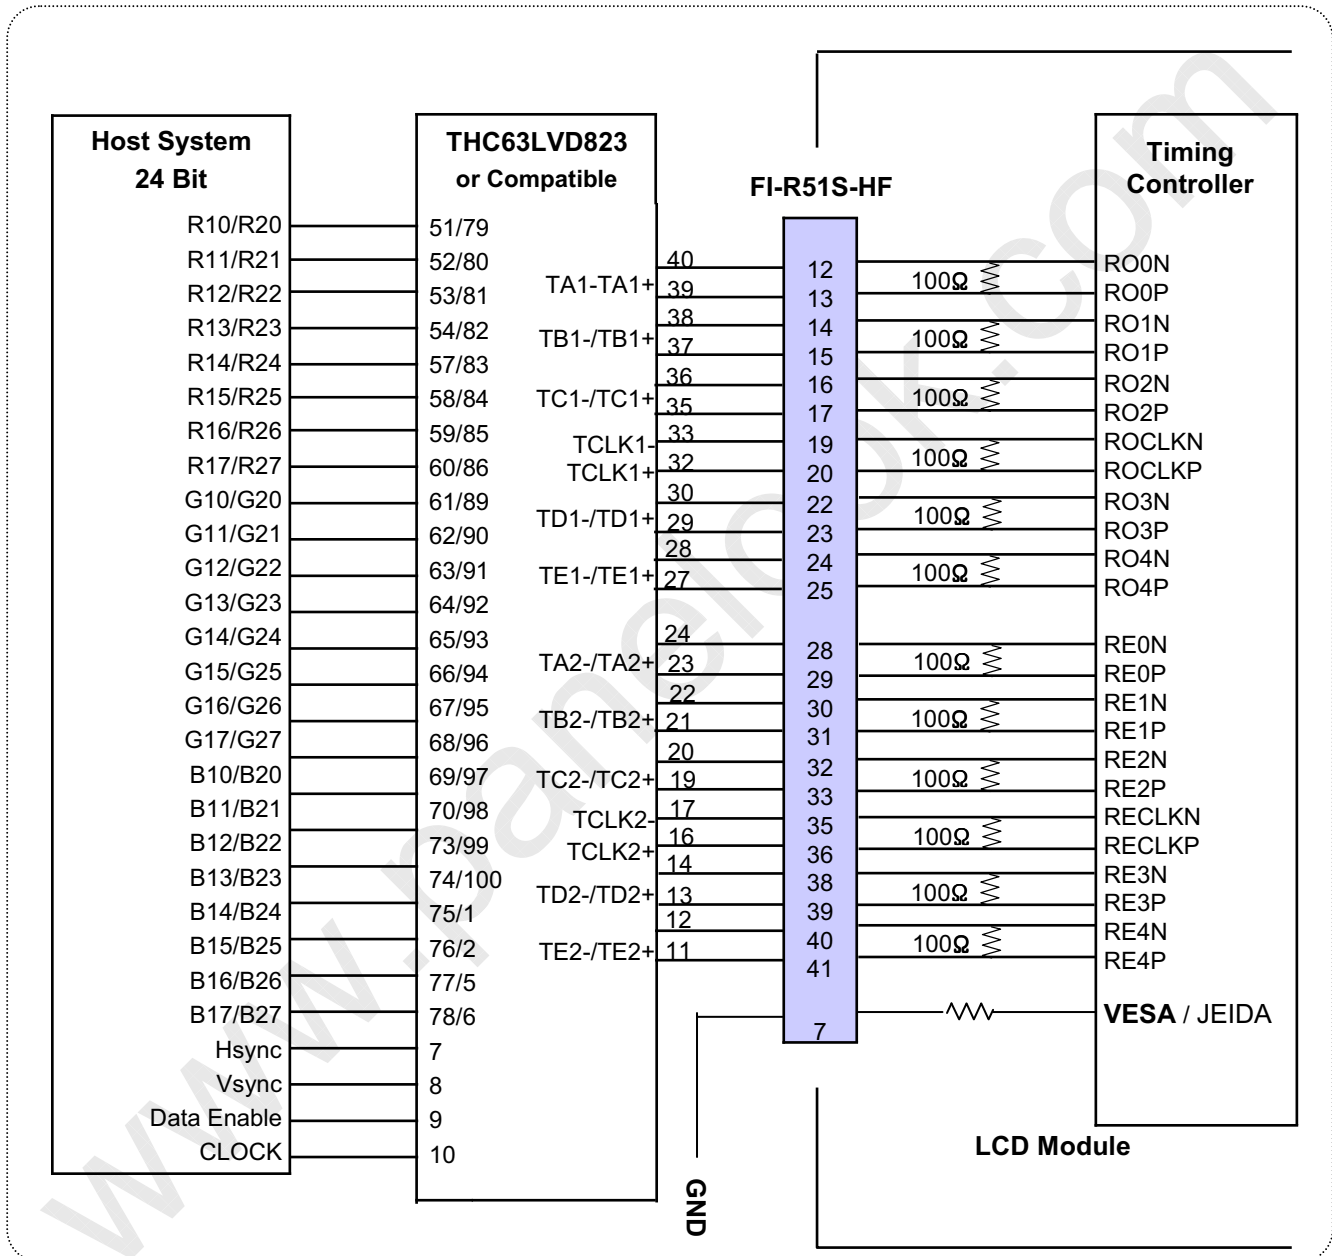 Host System
24 Bit
R10/R20
R11/R21
R12/R22
R13/R23
R14/R24
R15/R25
R16/R26
R17/R27
G10/G20
G11/G21
G12/G22
G13/G23
G14/G24
G15/G25
G16/G26
G17/G27
B10/B20
B11/B21
B12/B22
B13/B23
B14/B24
B15/B25
B16/B26
B17/B27
Hsync
Vsync
Data Enable
CLOCK
THC63LVD823
or Compatible
51/79
52/80
53/81
54/82
57/83
58/84
59/85
60/86
61/89
62/90
63/91
64/92
65/93
66/94
67/95
68/96
69/97
70/98
73/99
74/100
75/1
76/2
77/5
78/6
7
8
9
10
TA1-TA1+
TB1-/TB1+
TC1-/TC1+
TCLK1-
TCLK1+
TD1-/TD1+
TE1-/TE1+
TA2-/TA2+
TB2-/TB2+
TC2-/TC2+
TCLK2-
TCLK2+
TD2-/TD2+
TE2-/TE2+
40
39
38
37
36
35
33
32
30
29
28
27
24
23
22
21
20
19
17
16
14
13
12
11
GND
FI-R51S-HF
12
13
14
15
16
17
19
20
22
23
24
25
28
29
30
31
32
33
35
36
38
39
40
41
7
100Ω
100Ω
100Ω
100Ω
100Ω
100Ω
100Ω
100Ω
100Ω
100Ω
100Ω
100Ω
Timing
Controller
RO0N
RO0P
RO1N
RO1P
RO2N
RO2P
ROCLKN
ROCLKP
RO3N
RO3P
RO4N
RO4P
RE0N
RE0P
RE1N
RE1P
RE2N
RE2P
RECLKN
RECLKP
RE3N
RE3P
RE4N
RE4P
VESA / JEIDA
LCD Module
www.panelook.com